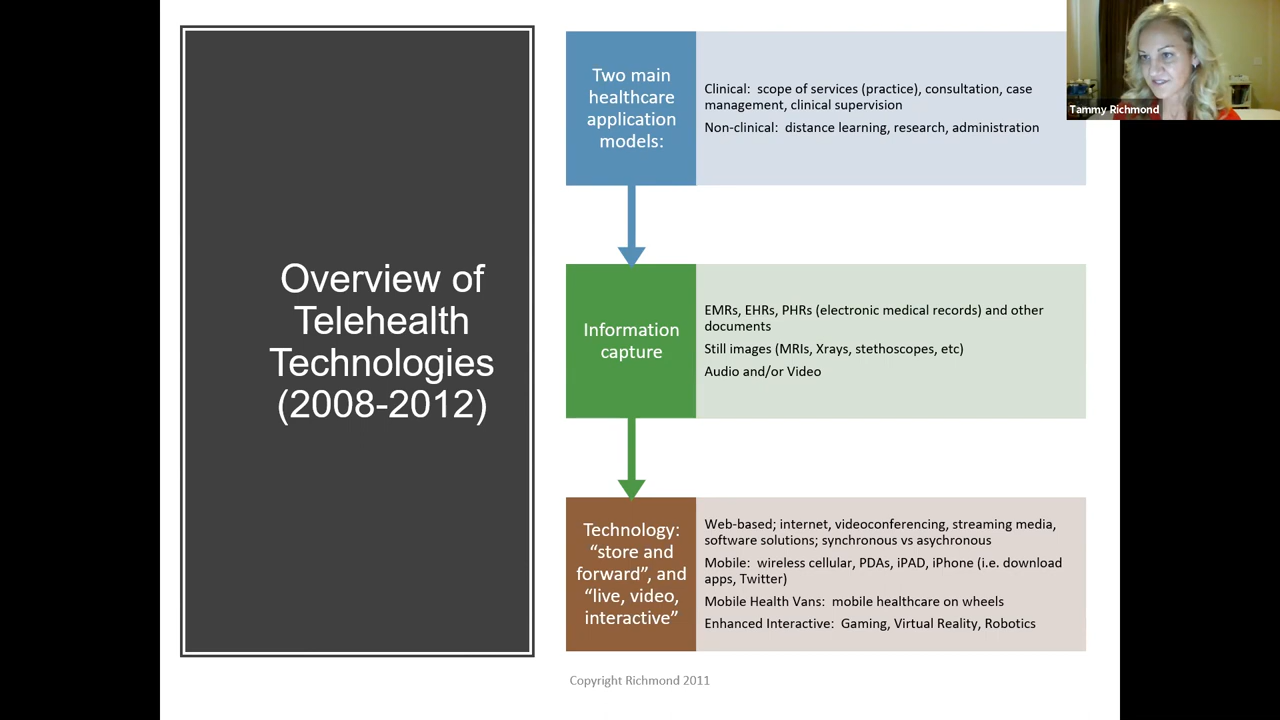 Overview of
Telehealth
Technologies
(2008-2012)
Two main
healthcare
application
models:
Clinical: scope of services (practice), consultation, case
management, clinical supervision
Non-clinical: distance learning, research, administration
Tammy Richmond
Information
capture
EMRs, EHRs, PHRs (electronic medical records) and other
documents
Still images (MRIs, Xrays, stethoscopes, etc)
Audio and/or Video
Technology:
“store and
forward”, and
“live, video,
interactive”
Web-based; internet, videoconferencing, streaming media,
software solutions; synchronous vs asychronous
Mobile: wireless cellular, PDAs, iPAD, iPhone (i.e. download
apps, Twitter)
Mobile Health Vans: mobile healthcare on wheels
Enhanced Interactive: Gaming, Virtual Reality, Robotics
Copyright Richmond 2011